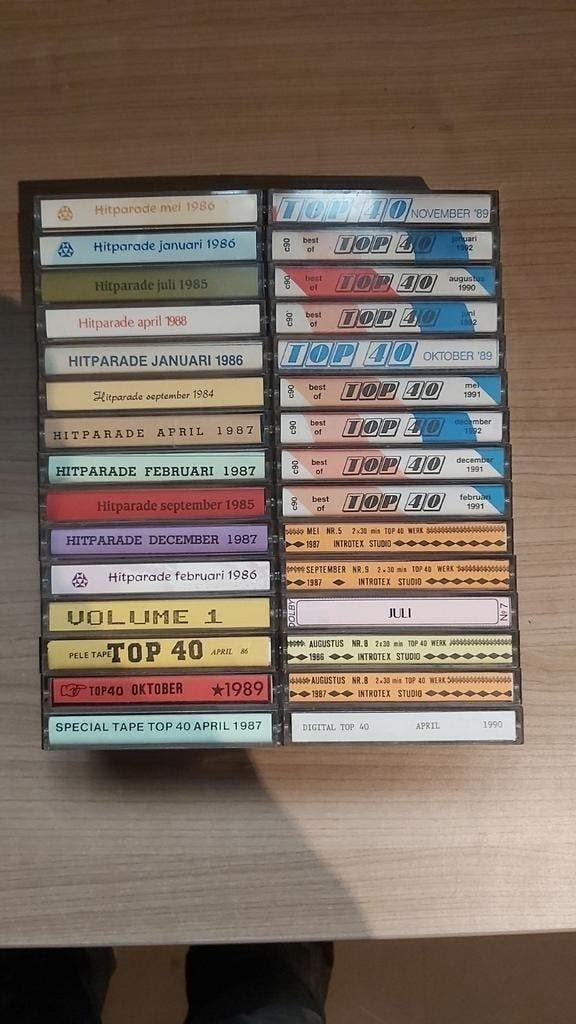 Hitparade mei 1986
Hitparade januari 1986
Hitparade juli 1985
Hitparade april 1988
HITPARADE JANUARI 1986
Hitparade september 1984
HITPARADE APRIL 1987
HITPARADE FEBRUARI 1987
Hitparade september 1985
HITPARADE DECEMBER 1987
Hitparade februari 1986
VOLUME 1
PELE TAPE TOP 40 APRIL 86
TOP40 OKTOBER ★1989
SPECIAL TAPE TOP 40 APRIL 1987
TOP 40 NOVEMBER '89
c90 best of TOP 40 januari 1992
c90 best of TOP 40 augustus 1990
c90 best of TOP 40 juni 1992
TOP 40 OKTOBER '89
c90 best of TOP 40 mei 1991
c90 best of TOP 40 december 1992
c90 best of TOP 40 december 1991
c90 best of TOP 40 februari 1991
MEI NR.5 2x30 min TOP 40 WERK
1987 INTROTEX STUDIO
SEPTEMBER NR.9 2x30 min TOP 40 WERK
1987 INTROTEX STUDIO
DOLBY JULI No 7
AUGUSTUS NR.8 2x30 min TOP 40 WERK
1986 INTROTEX STUDIO
AUGUSTUS NR.8 2x30 min TOP 40 WERK
1987 INTROTEX STUDIO
DIGITAL TOP 40 APRIL 1990